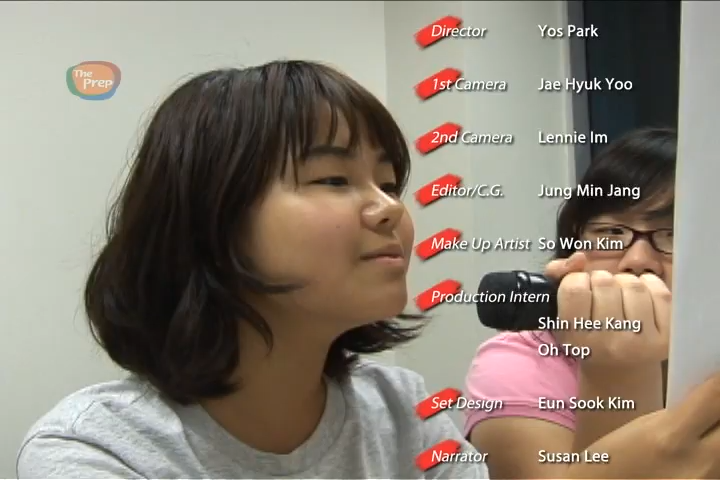 The
Prep
Director Yos Park
1st Camera Jae Hyuk Yoo
2nd Camera Lennie Im
Editor/C.G. Jung Min Jang
Make Up Artist So Won Kim
Production Intern
Shin Hee Kang
Oh Top
Set Design Eun Sook Kim
Narrator Susan Lee